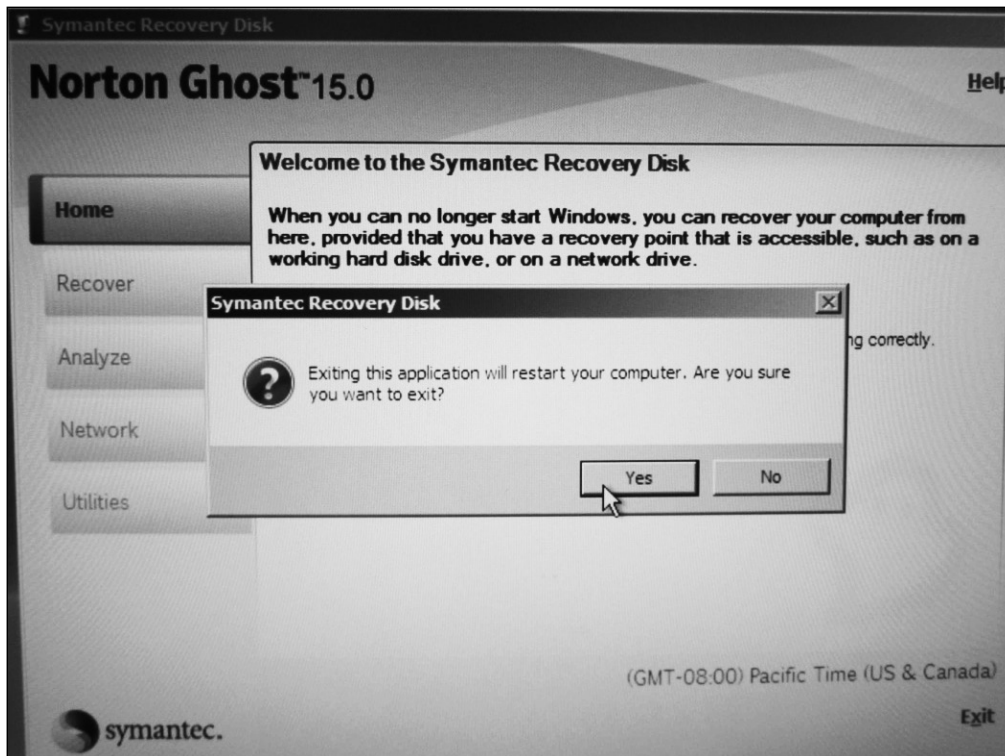 Symantec Recovery Disk
Norton Ghost™ 15.0
Help
Welcome to the Symantec Recovery Disk
When you can no longer start Windows, you can recover your computer from
here, provided that you have a recovery point that is accessible, such as on a
working hard disk drive, or on a network drive.
Home
Recover
Analyze
Network
Utilities
correctly.
Symantec Recovery Disk
Exiting this application will restart your computer. Are you sure
you want to exit?
Yes
No
(GMT-08:00) Pacific Time (US & Canada)
symantec.
Exit